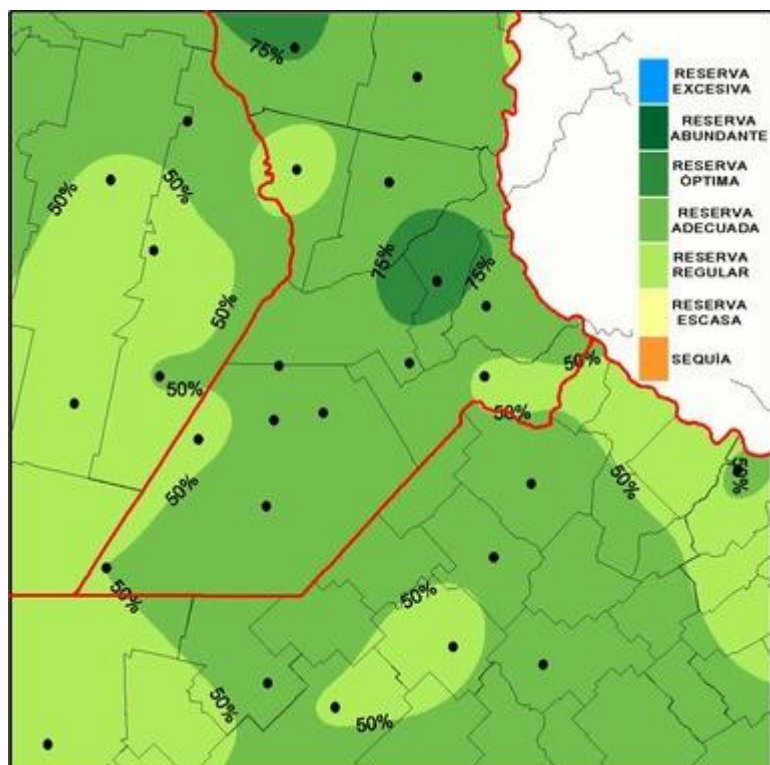 75%
RESERVA
EXCESIVA
RESERVA
ABUNDANTE
RESERVA
ÓPTIMA
RESERVA
ADECUADA
RESERVA
REGULAR
RESERVA
ESCASA
SEQUÍA
50%
50%
75%
75%
50%
50%
50%
50%
50%
50%
50%
50%
50%
50%
50%